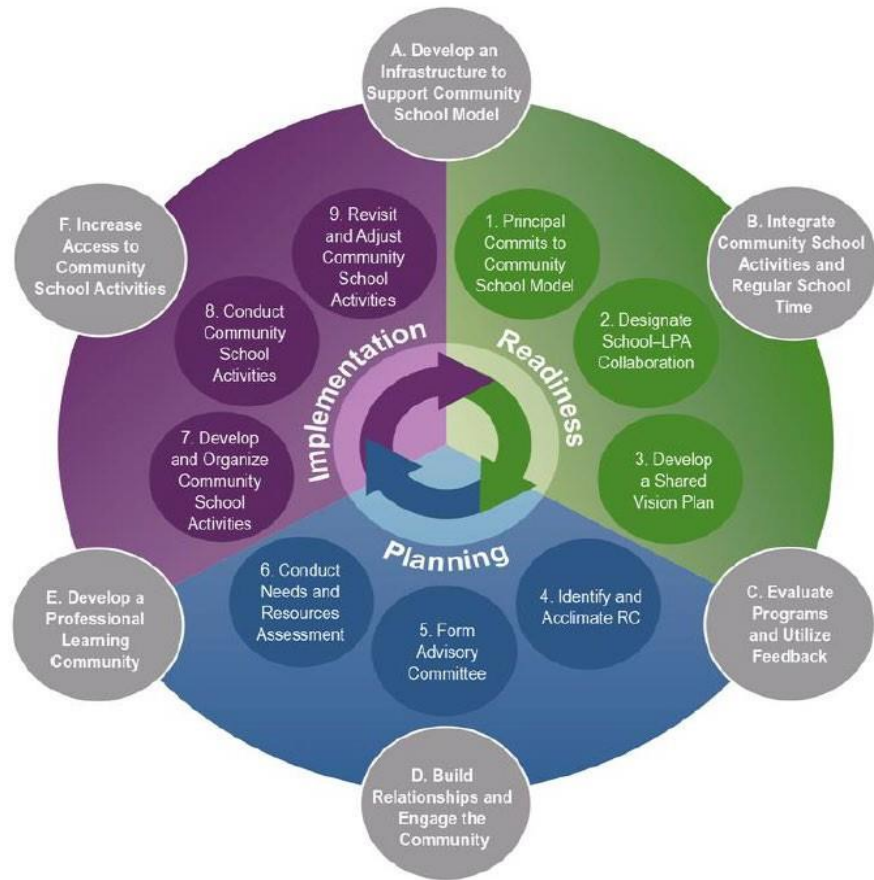 A. Develop an
Infrastructure to
Support Community
School Model
B. Integrate
Community School
Activities and
Regular School
Time
C. Evaluate
Programs
and Utilize
Feedback
D. Build
Relationships and
Engage the
Community
E. Develop a
Professional
Learning
Community
F. Increase
Access to
Community
School Activities
Readiness
1. Principal
Commits to
Community
School Model
2. Designate
School–LPA
Collaboration
3. Develop
a Shared
Vision Plan
Planning
4. Identify and
Acclimate RC
5. Form
Advisory
Committee
6. Conduct
Needs and
Resources
Assessment
Implementation
7. Develop
and Organize
Community
School
Activities
8. Conduct
Community
School
Activities
9. Revisit
and Adjust
Community
School
Activities